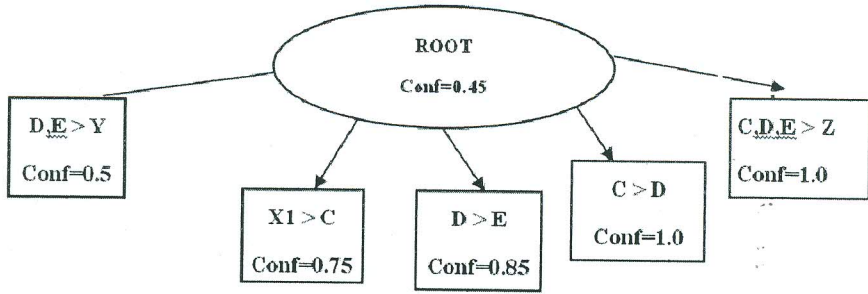 ROOT
Conf=0.45
D,E > Y
Conf=0.5
X1 > C
Conf=0.75
D > E
Conf=0.85
C > D
Conf=1.0
C,D,E > Z
Conf=1.0